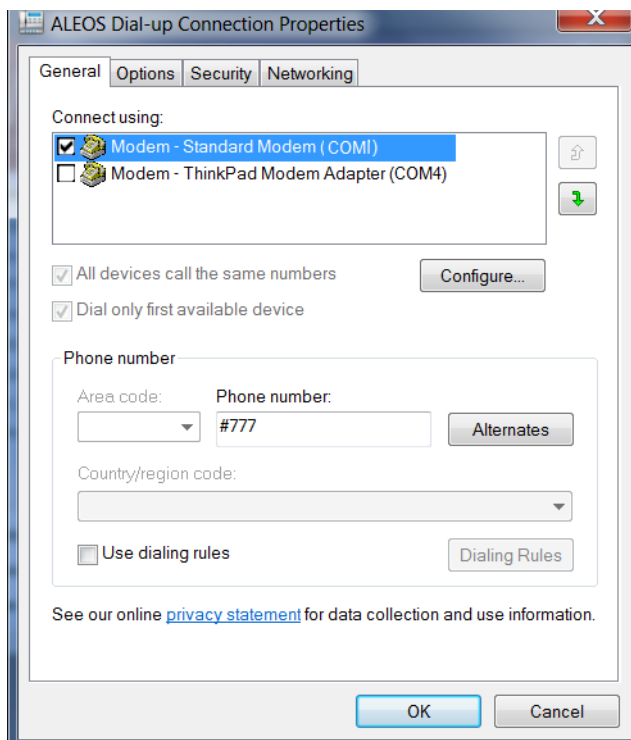 ALEOS Dial-up Connection Properties
General Options Security Networking
Connect using:
Modem - Standard Modem (COMl)
Modem - ThinkPad Modem Adapter (COM4)
All devices call the same numbers
Configure...
Dial only first available device
Phone number
Area code: Phone number:
#777
Alternates
Country/region code:
Use dialing rules
Dialing Rules
See our online privacy statement for data collection and use information.
OK Cancel